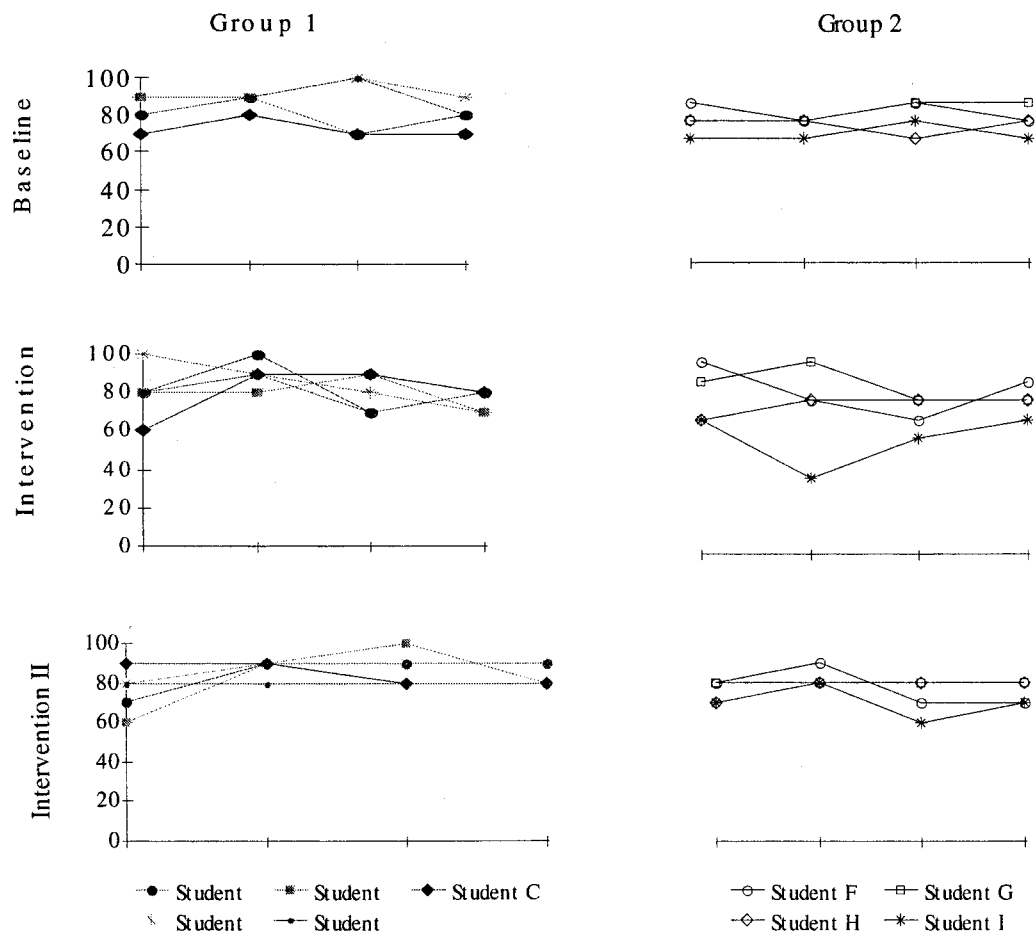 Group 1
Group 2
Baseline
100
80
60
40
20
0
Intervention
100
80
60
40
20
0
Intervention II
100
80
60
40
20
0
Student
Student
Student C
Student
Student
Student F
Student G
Student H
Student I